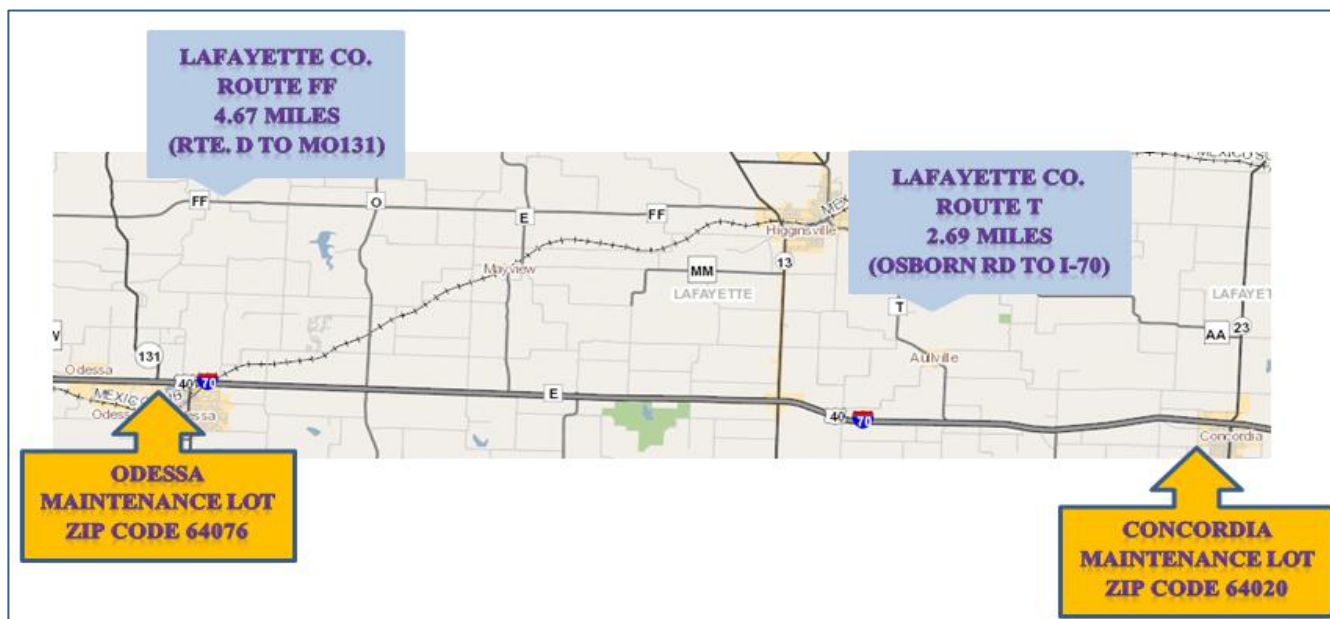 LAFAYETTE CO.
ROUTE FF
4.67 MILES
(RTE. D TO MO131)
LAFAYETTE CO.
ROUTE T
2.69 MILES
(OSBORN RD TO I-70)
FF
O
E
FF
Higginsville
MM
LAFAYETTE
13
Mayview
T
Aullville
AA
23
131
Odessa
40
70
E
40
70
Concordia
ODESSA
MAINTENANCE LOT
ZIP CODE 64076
CONCORDIA
MAINTENANCE LOT
ZIP CODE 64020